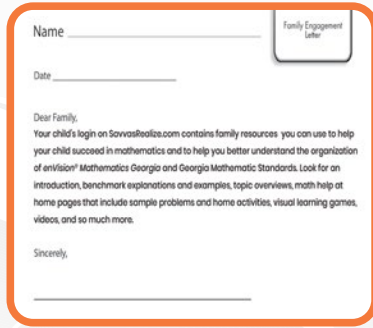 Family Engagement
Letter
Name
Date
Dear Family,
Your child's login on SavvasRealize.com contains family resources you can use to help
your child succeed in mathematics and to help you better understand the organization
of enVision® Mathematics Georgia and Georgia Mathematic Standards. Look for an
introduction, benchmark explanations and examples, topic overviews, math help at
home pages that include sample problems and home activities, visual learning games,
videos, and so much more.
Sincerely,